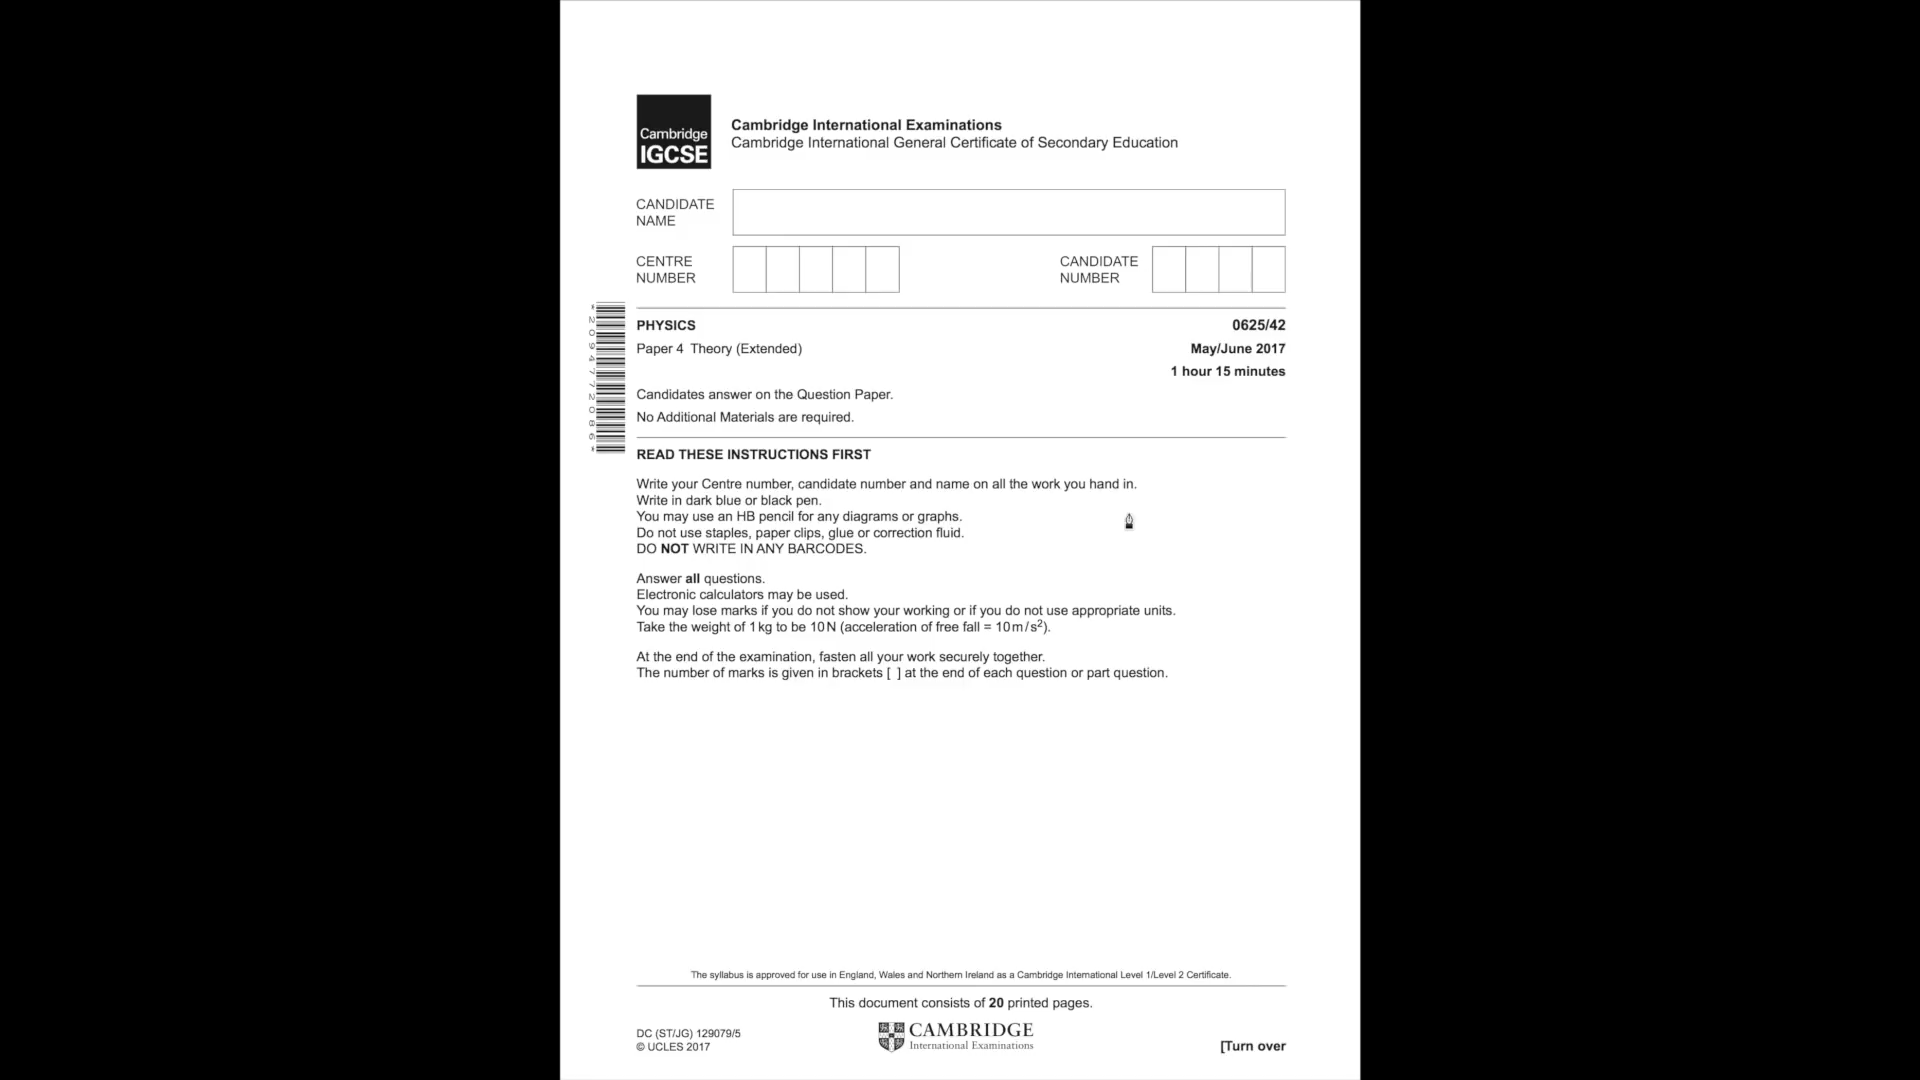 Cambridge
IGCSE
Cambridge International Examinations
Cambridge International General Certificate of Secondary Education
CANDIDATE
NAME
CENTRE
NUMBER
CANDIDATE
NUMBER
*2094772086*
PHYSICS
0625/42
Paper 4 Theory (Extended)
May/June 2017
1 hour 15 minutes
Candidates answer on the Question Paper.
No Additional Materials are required.
READ THESE INSTRUCTIONS FIRST
Write your Centre number, candidate number and name on all the work you hand in.
Write in dark blue or black pen.
You may use an HB pencil for any diagrams or graphs.
Do not use staples, paper clips, glue or correction fluid.
DO NOT WRITE IN ANY BARCODES.
Answer all questions.
Electronic calculators may be used.
You may lose marks if you do not show your working or if you do not use appropriate units.
Take the weight of 1 kg to be 10 N (acceleration of free fall = 10 m / s²).
At the end of the examination, fasten all your work securely together.
The number of marks is given in brackets [ ] at the end of each question or part question.
The syllabus is approved for use in England, Wales and Northern Ireland as a Cambridge International Level 1/Level 2 Certificate.
This document consists of 20 printed pages.
DC (ST/JG) 129079/5
© UCLES 2017
CAMBRIDGE
International Examinations
[Turn over